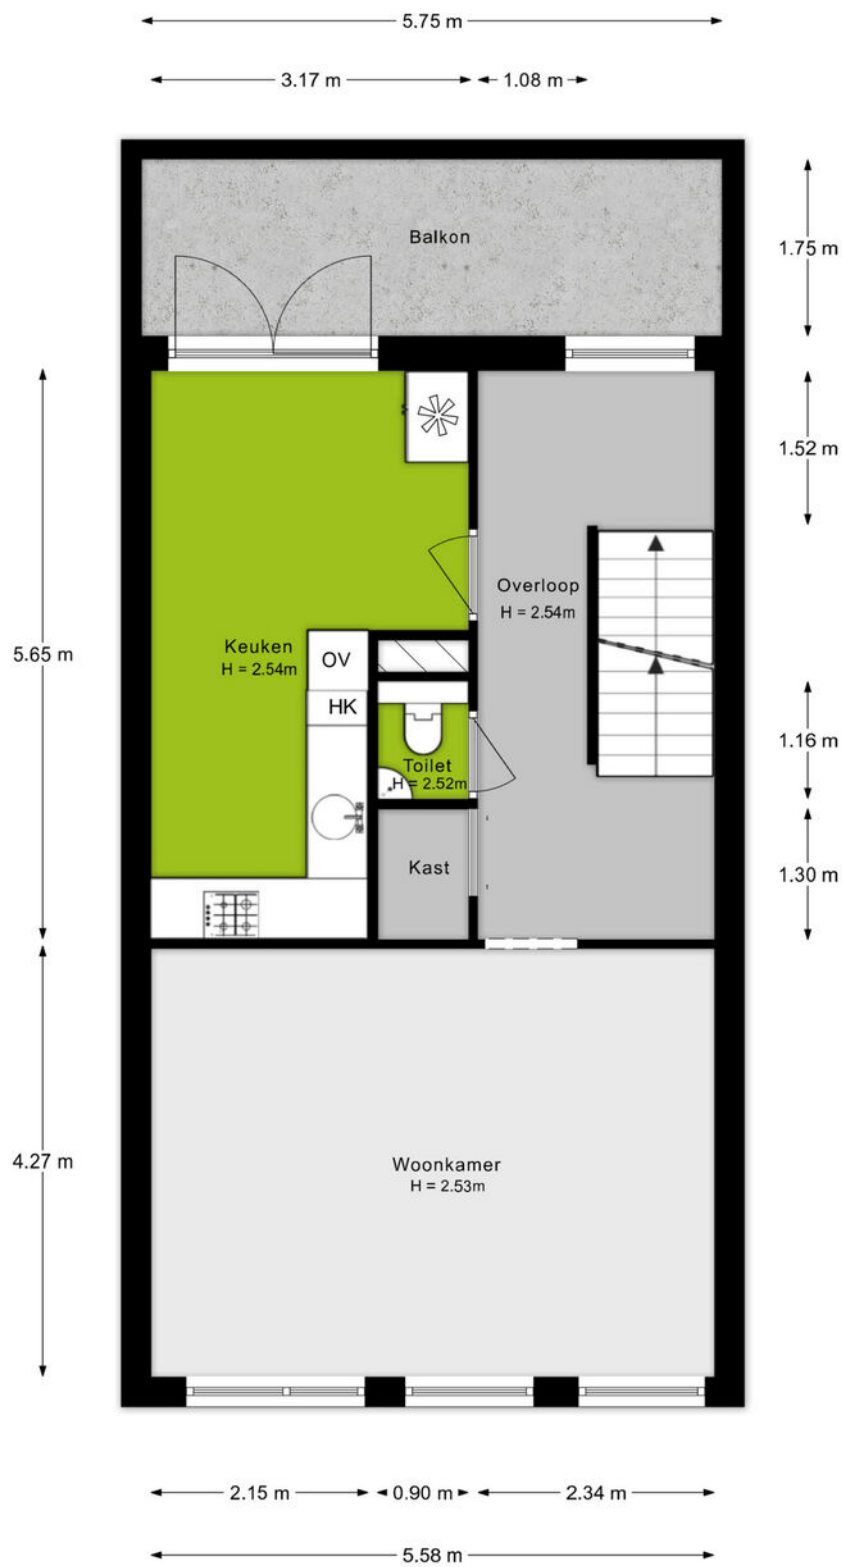 5.75 m
3.17 m
1.08 m
Balkon
1.75 m
1.52 m
Overloop
H = 2.54m
Keuken
H = 2.54m
OV
5.65 m
HK
1.16 m
Toilet
H = 2.52m
Kast
1.30 m
4.27 m
Woonkamer
H = 2.53m
2.15 m
0.90 m
2.34 m
5.58 m